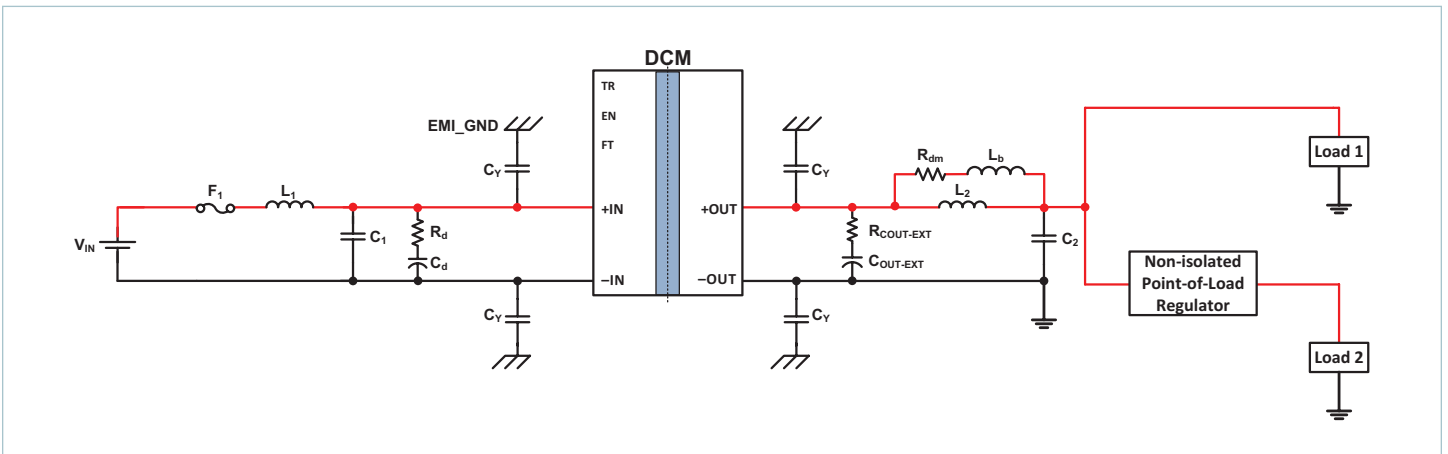 DCM
TR
EN
FT
EMI_GND
CY
CY
F1
L1
Rdm
Lb
L2
Load 1
+IN
+OUT
VIN
C1
Rd
Cd
RCOUT-EXT
COUT-EXT
C2
–IN
–OUT
CY
CY
Non-isolated
Point-of-Load
Regulator
Load 2